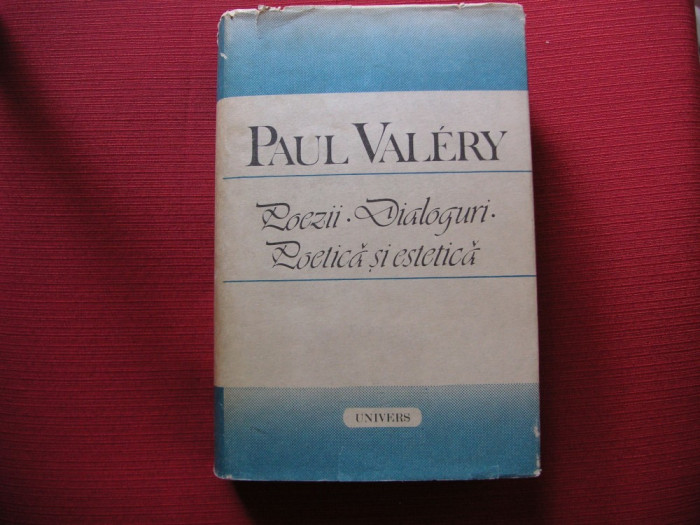 PAUL VALÉRY
Poezii · Dialoguri ·
Poetică și estetică
UNIVERS